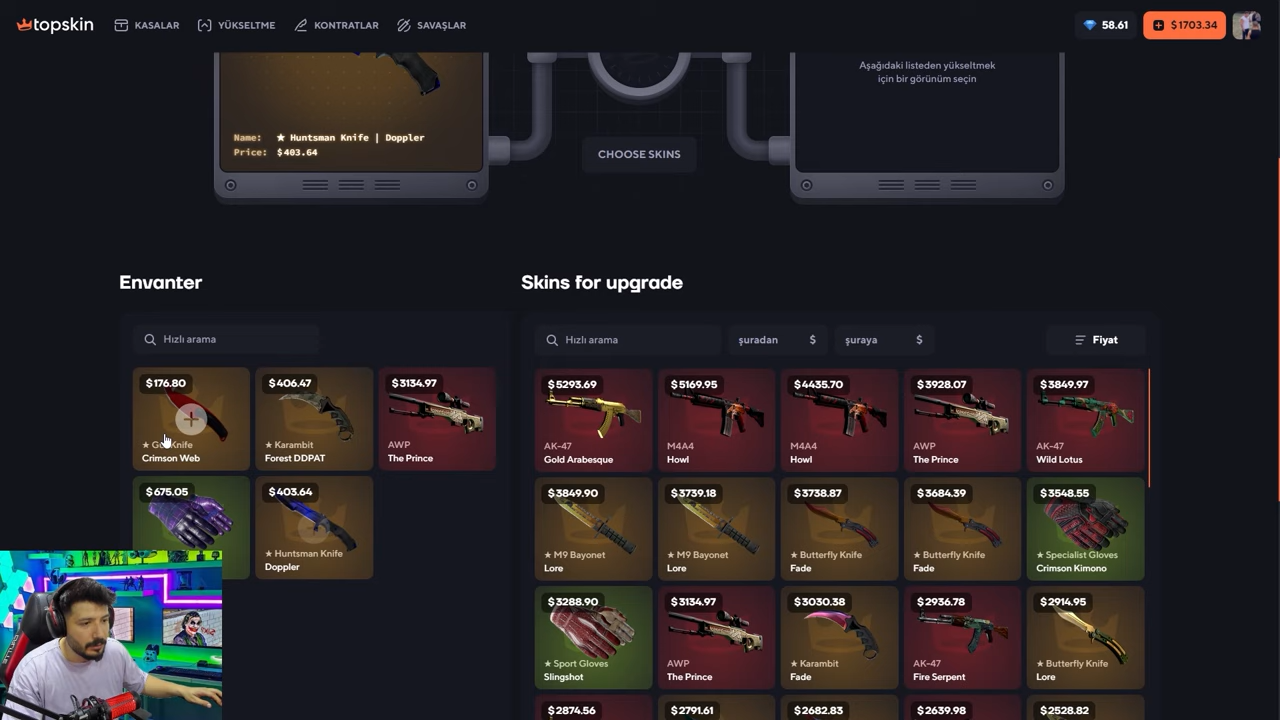 topskin
KASALAR
YÜKSELTME
KONTRATLAR
SAVAŞLAR
58.61
$1703.34
Name: ★ Huntsman Knife | Doppler
Price: $403.64
CHOOSE SKINS
Aşağıdaki listeden yükseltmek
için bir görünüm seçin
Envanter
Hızlı arama
$176.80
Crimson Web
$406.47
★ Karambit
Forest DDPAT
$3134.97
AWP
The Prince
$675.05
$403.64
★ Huntsman Knife
Doppler
Skins for upgrade
Hızlı arama
şuradan $
şuraya $
Fiyat
$5293.69
AK-47
Gold Arabesque
$5169.95
M4A4
Howl
$4435.70
M4A4
Howl
$3928.07
AWP
The Prince
$3849.97
AK-47
Wild Lotus
$3849.90
★ M9 Bayonet
Lore
$3739.18
★ M9 Bayonet
Lore
$3738.87
★ Butterfly Knife
Fade
$3684.39
★ Butterfly Knife
Fade
$3548.55
★ Specialist Gloves
Crimson Kimono
$3288.90
★ Sport Gloves
Slingshot
$3134.97
AWP
The Prince
$3030.38
★ Karambit
Fade
$2936.78
AK-47
Fire Serpent
$2914.95
★ Butterfly Knife
Lore
$2874.56
$2791.61
$2682.83
$2639.98
$2528.82